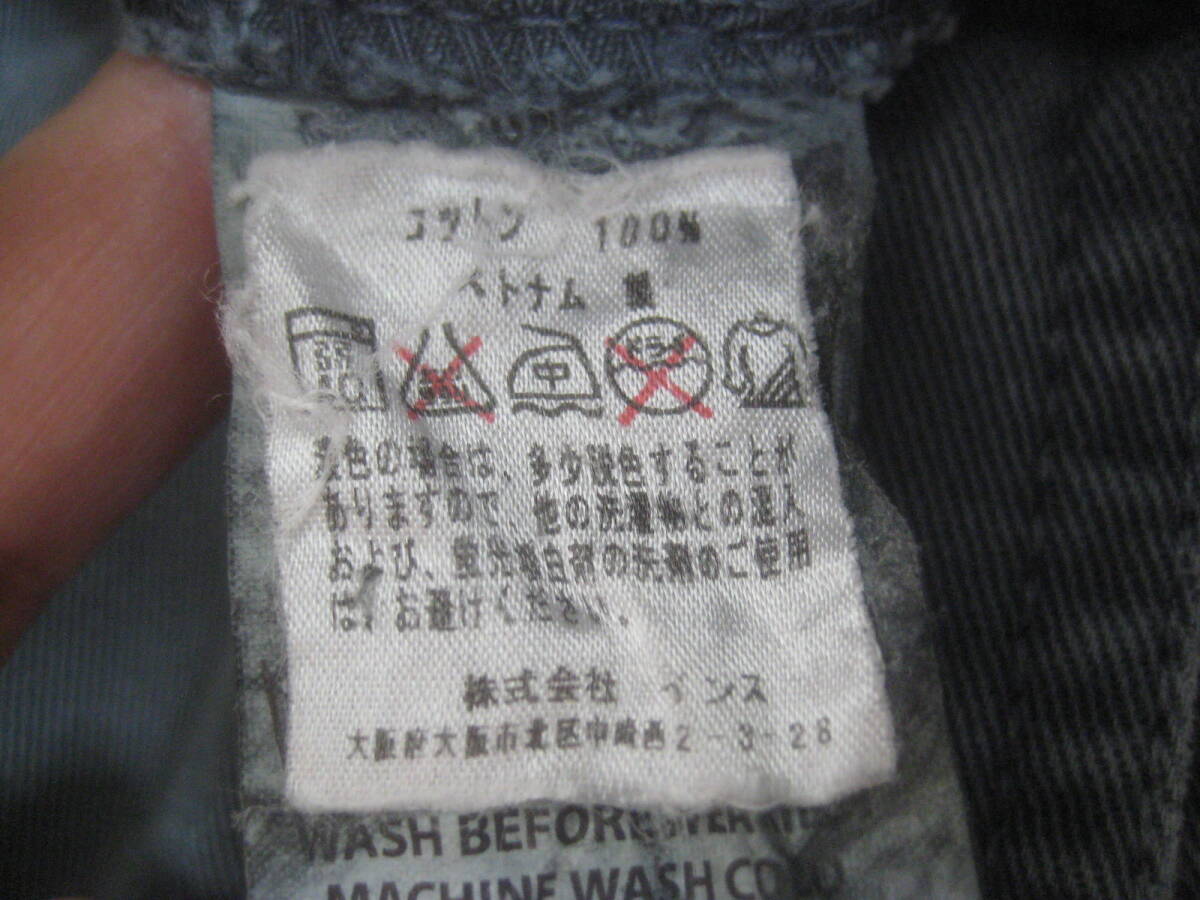 コットン 100%
ベトナム 製
中
色の場合は、多少脱色することが
ありますので、他の洗濯物との混入
および、蛍光増白剤の洗剤のご使用
は、お避けください。
株式会社 インス
大阪府大阪市北区中崎西2-3-28
WASH BEFORE
MACHINE WASH COLD